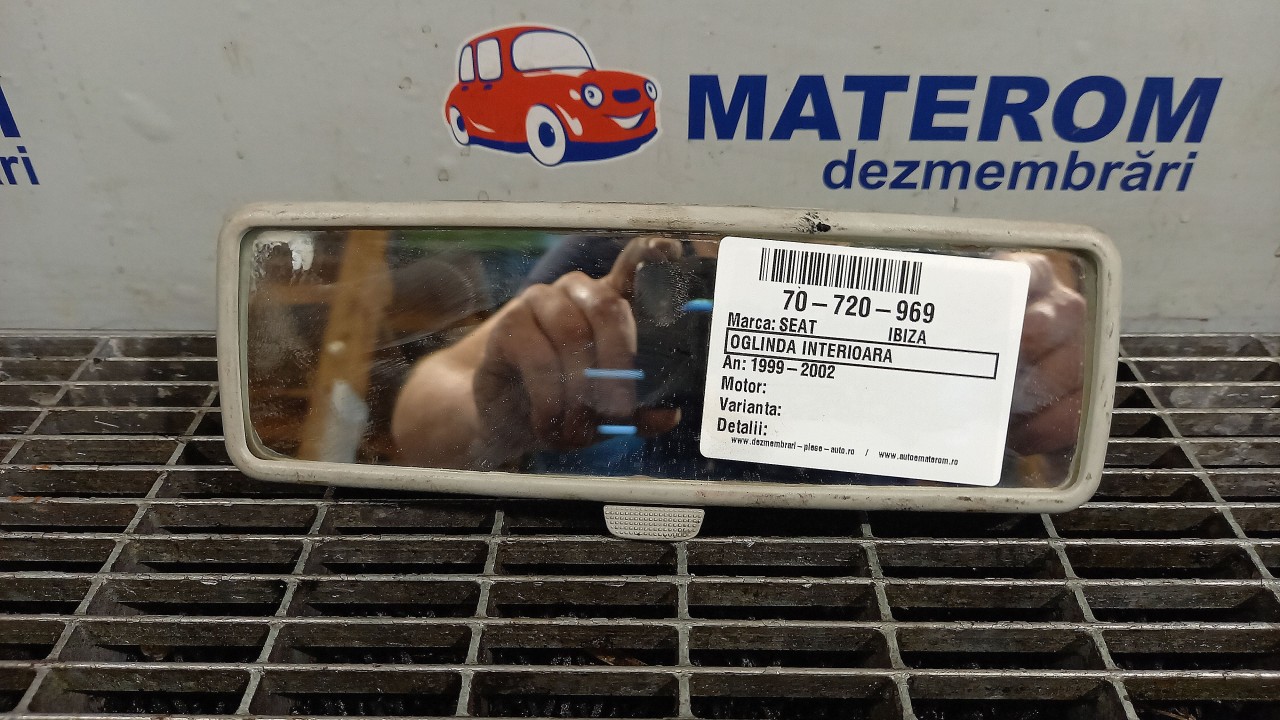 MATEROM
dezmembrări
M
ri
70-720-969
Marca: SEAT IBIZA
OGLINDA INTERIOARA
An: 1999-2002
Motor:
Varianta:
Detalii:
www.dezmembrari-piese-auto.ro / www.autoematerom.ro